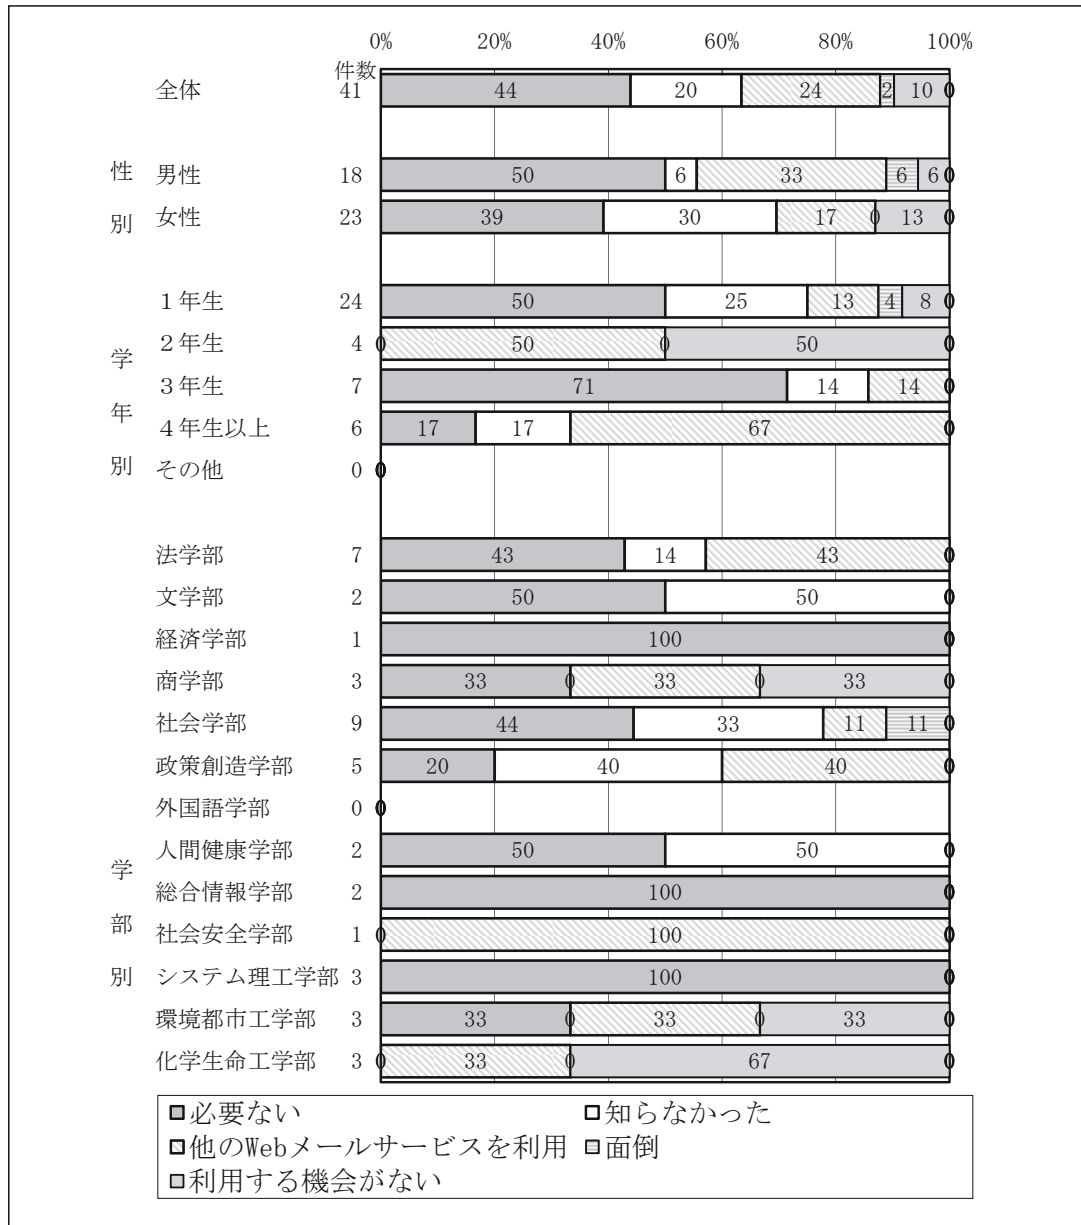 0% 20% 40% 60% 80% 100%
件数
全体 41 44 20 24 2 10 0
性別
男性 18 50 6 33 6 6 0
女性 23 39 30 17 0 13 0
学年別
１年生 24 50 25 13 4 8 0
２年生 4 0 50 0 50 0
３年生 7 71 14 14 0
４年生以上 6 17 17 67 0
その他 0 0
学部別
法学部 7 43 14 43 0
文学部 2 50 50 0
経済学部 1 100 0
商学部 3 33 0 33 0 33 0
社会学部 9 44 33 11 11 0
政策創造学部 5 20 40 40 0
外国語学部 0 0
人間健康学部 2 50 50 0
総合情報学部 2 100 0
社会安全学部 1 0 100 0
システム理工学部 3 100 0
環境都市工学部 3 33 0 33 0 33 0
化学生命工学部 3 0 33 0 67 0
必要ない 知らなかった
他のWebメールサービスを利用 面倒
利用する機会がない